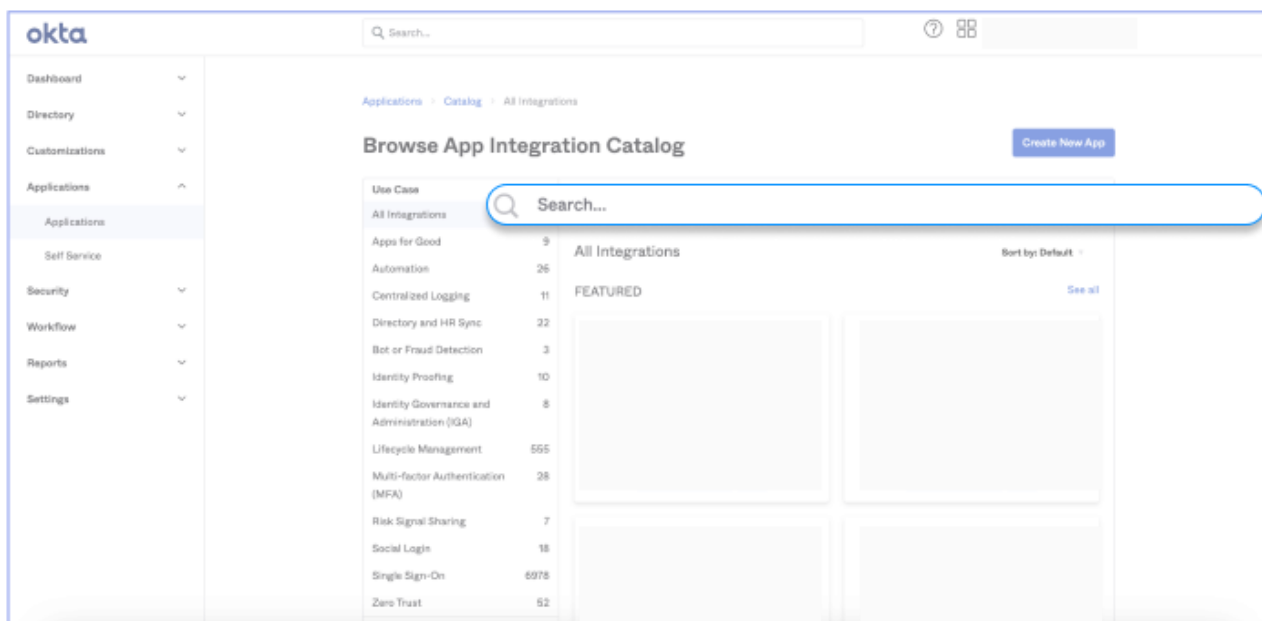 okta
Search...
Dashboard
Directory
Customizations
Applications
Applications
Self Service
Security
Workflow
Reports
Settings
Applications Catalog All Integrations
Browse App Integration Catalog
Create New App
Search...
Use Case
All Integrations
Apps for Good 9
Automation 26
Centralized Logging 11
Directory and HR Sync 22
Bot or Fraud Detection 3
Identity Proofing 10
Identity Governance and 8
Administration (IGA)
Lifecycle Management 555
Multi-factor Authentication 28
(MFA)
Risk Signal Sharing 7
Social Login 18
Single Sign-On 6978
Zero Trust 52
All Integrations
Sort by: Default
FEATURED
See all